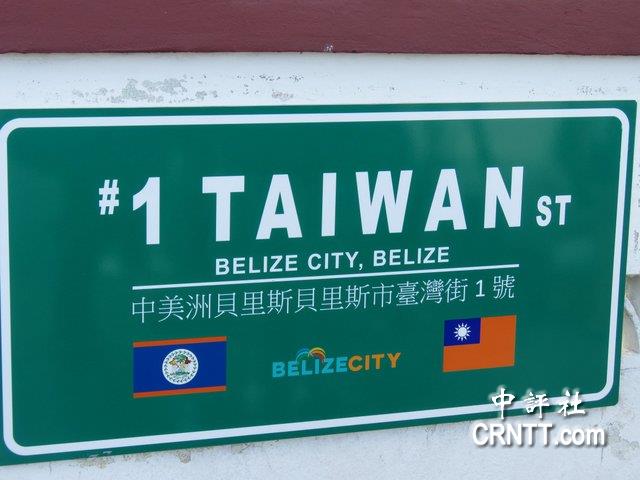 #1 TAIWAN ST
BELIZE CITY, BELIZE
中美洲貝里斯貝里斯市臺灣街1號
BELIZECITY
中評社
CRNTT.com